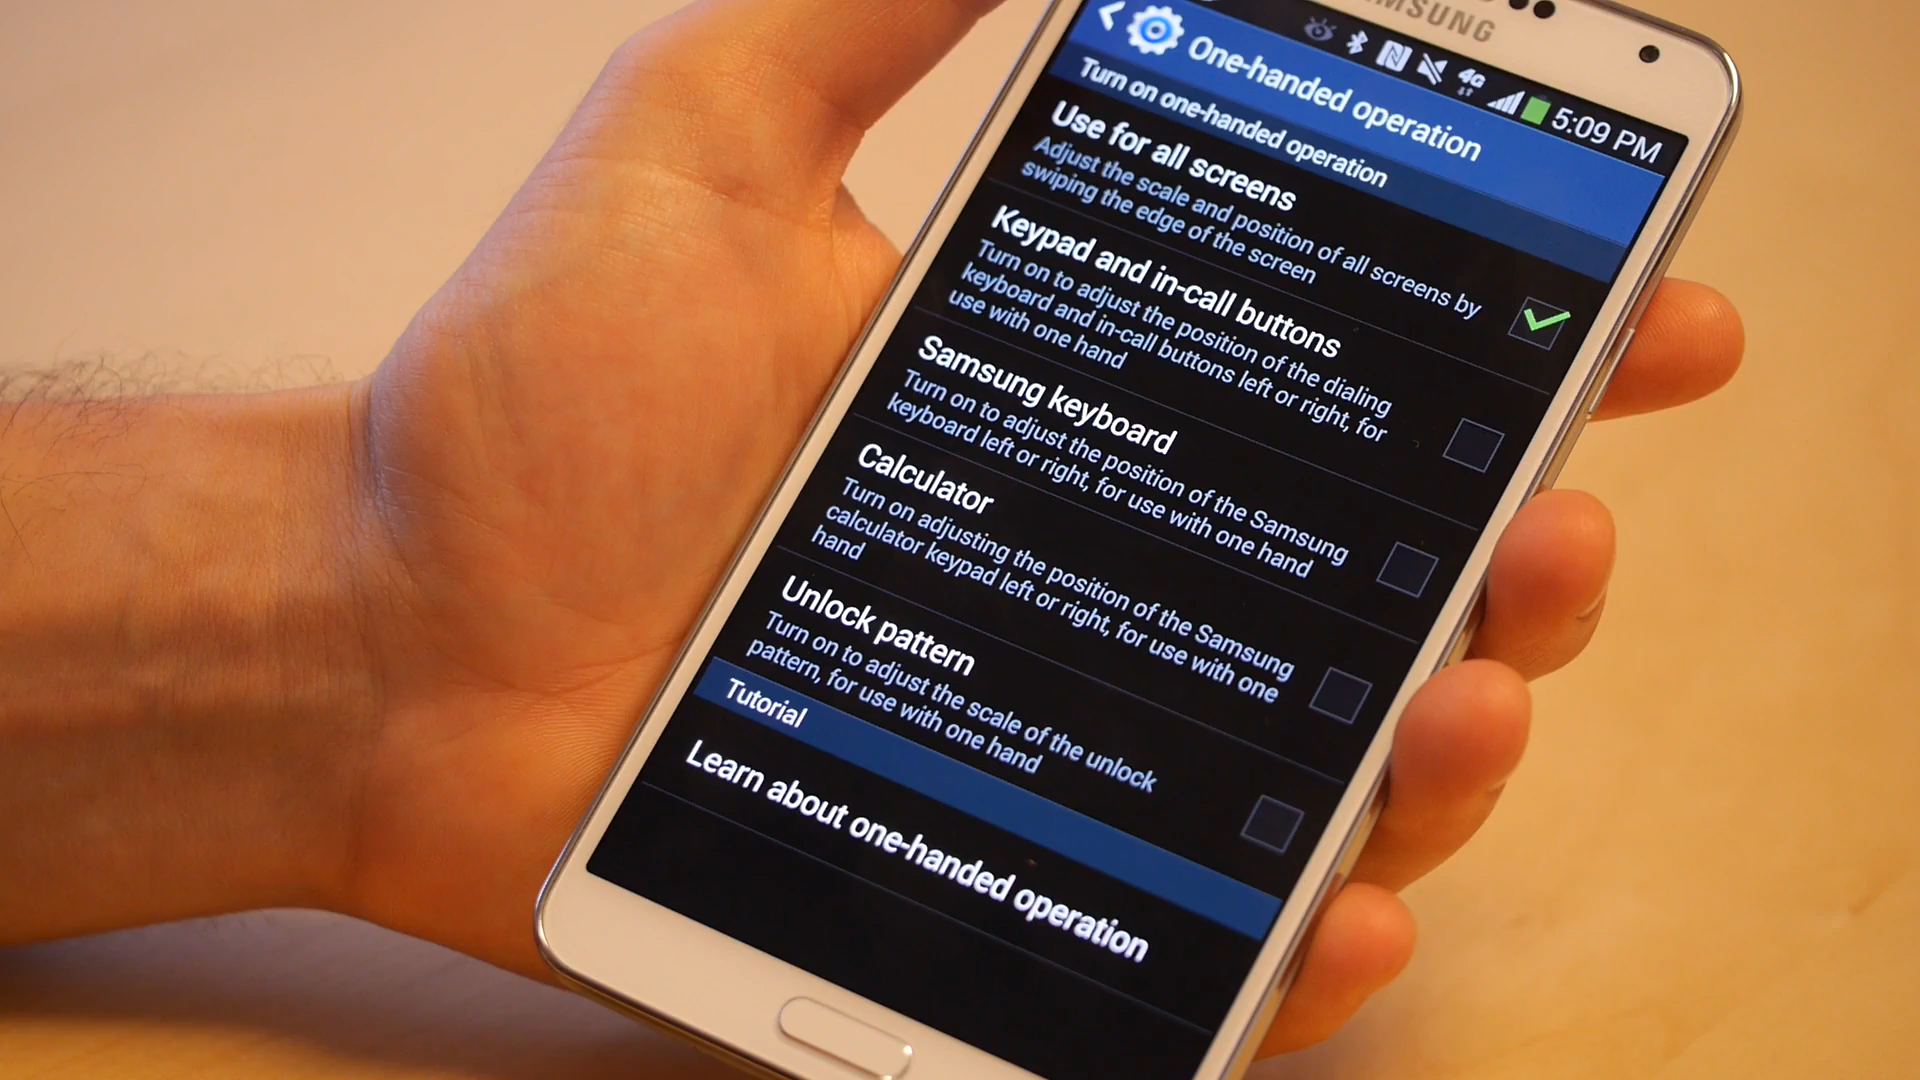 SAMSUNG
4G
5:09 PM
One-handed operation
Turn on one-handed operation
Use for all screens
Adjust the scale and position of all screens by
swiping the edge of the screen
Keypad and in-call buttons
Turn on to adjust the position of the dialing
keyboard and in-call buttons left or right, for
use with one hand
Samsung keyboard
Turn on to adjust the position of the Samsung
keyboard left or right, for use with one hand
Calculator
Turn on adjusting the position of the Samsung
calculator keypad left or right, for use with one
hand
Unlock pattern
Turn on to adjust the scale of the unlock
pattern, for use with one hand
Tutorial
Learn about one-handed operation